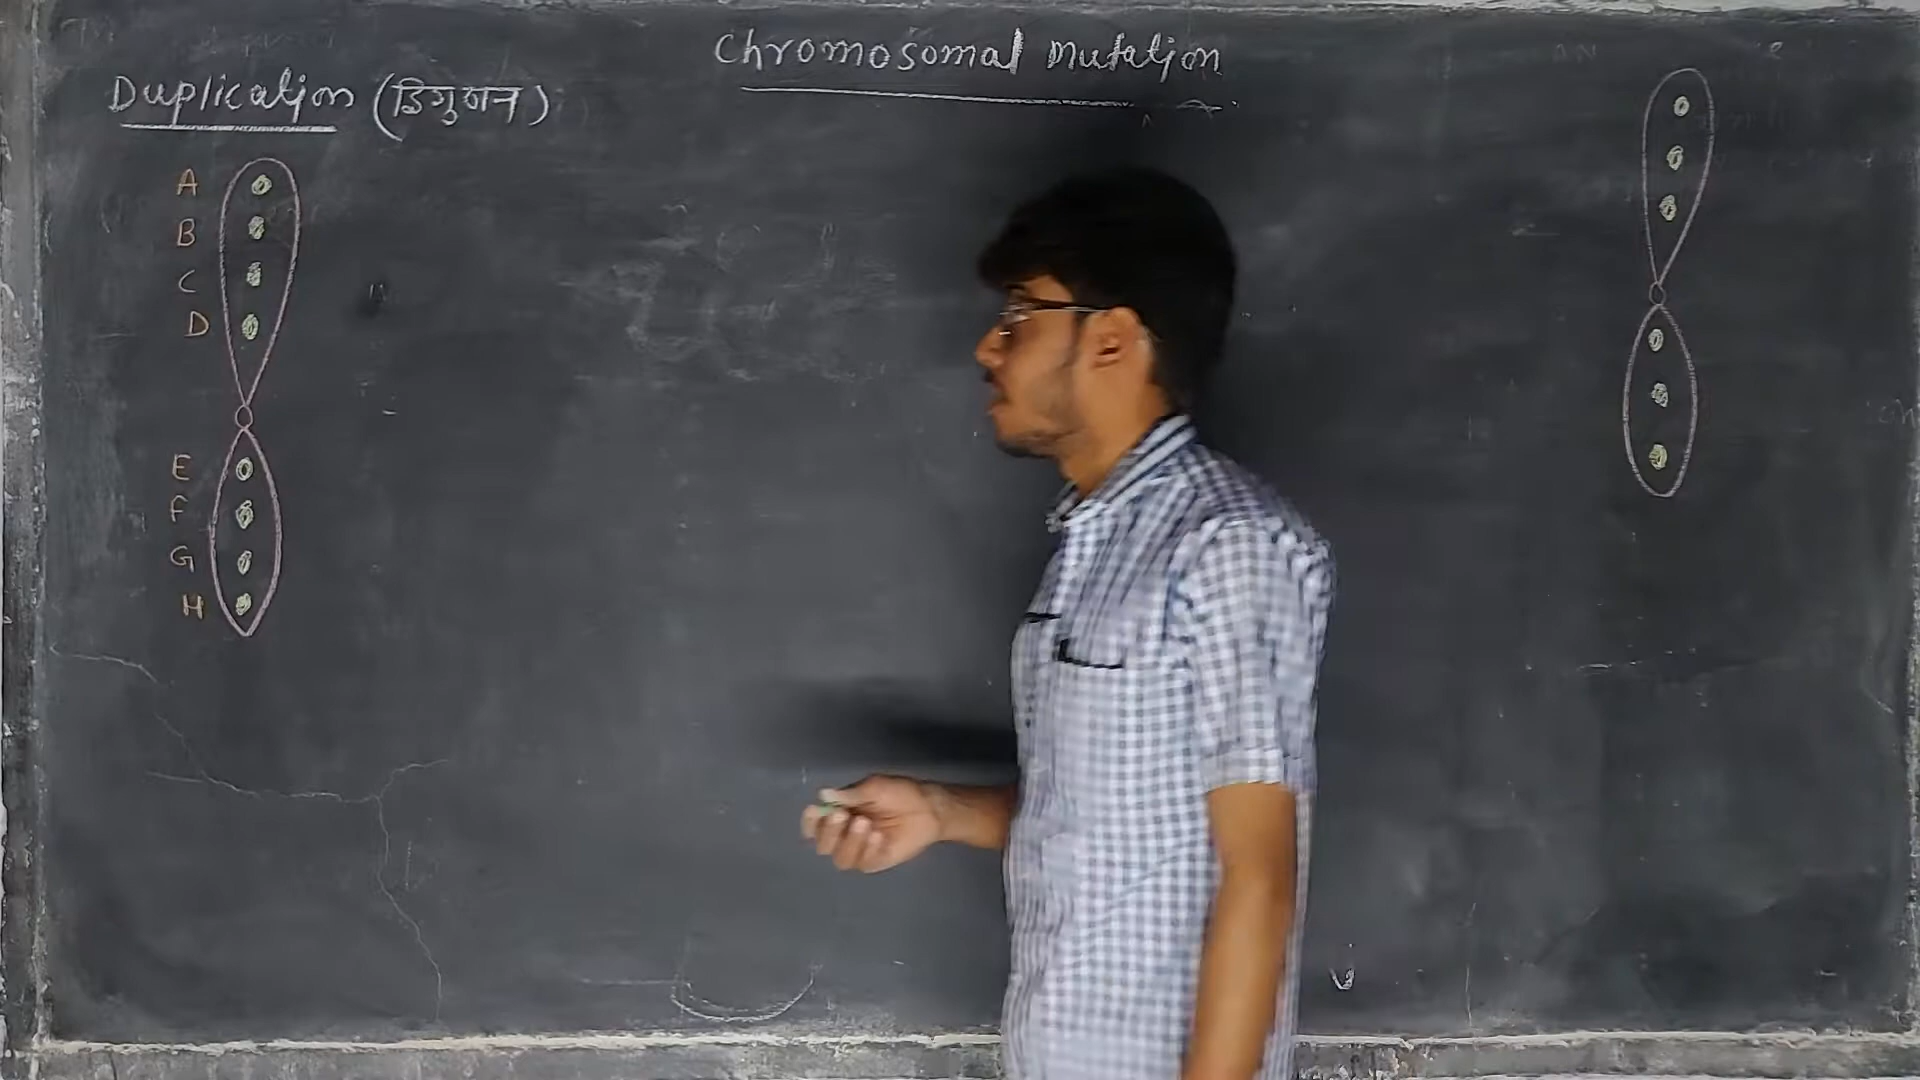 Chromosomal Mutation
Duplication (द्विगुणन)
A
B
C
D
E
F
G
H